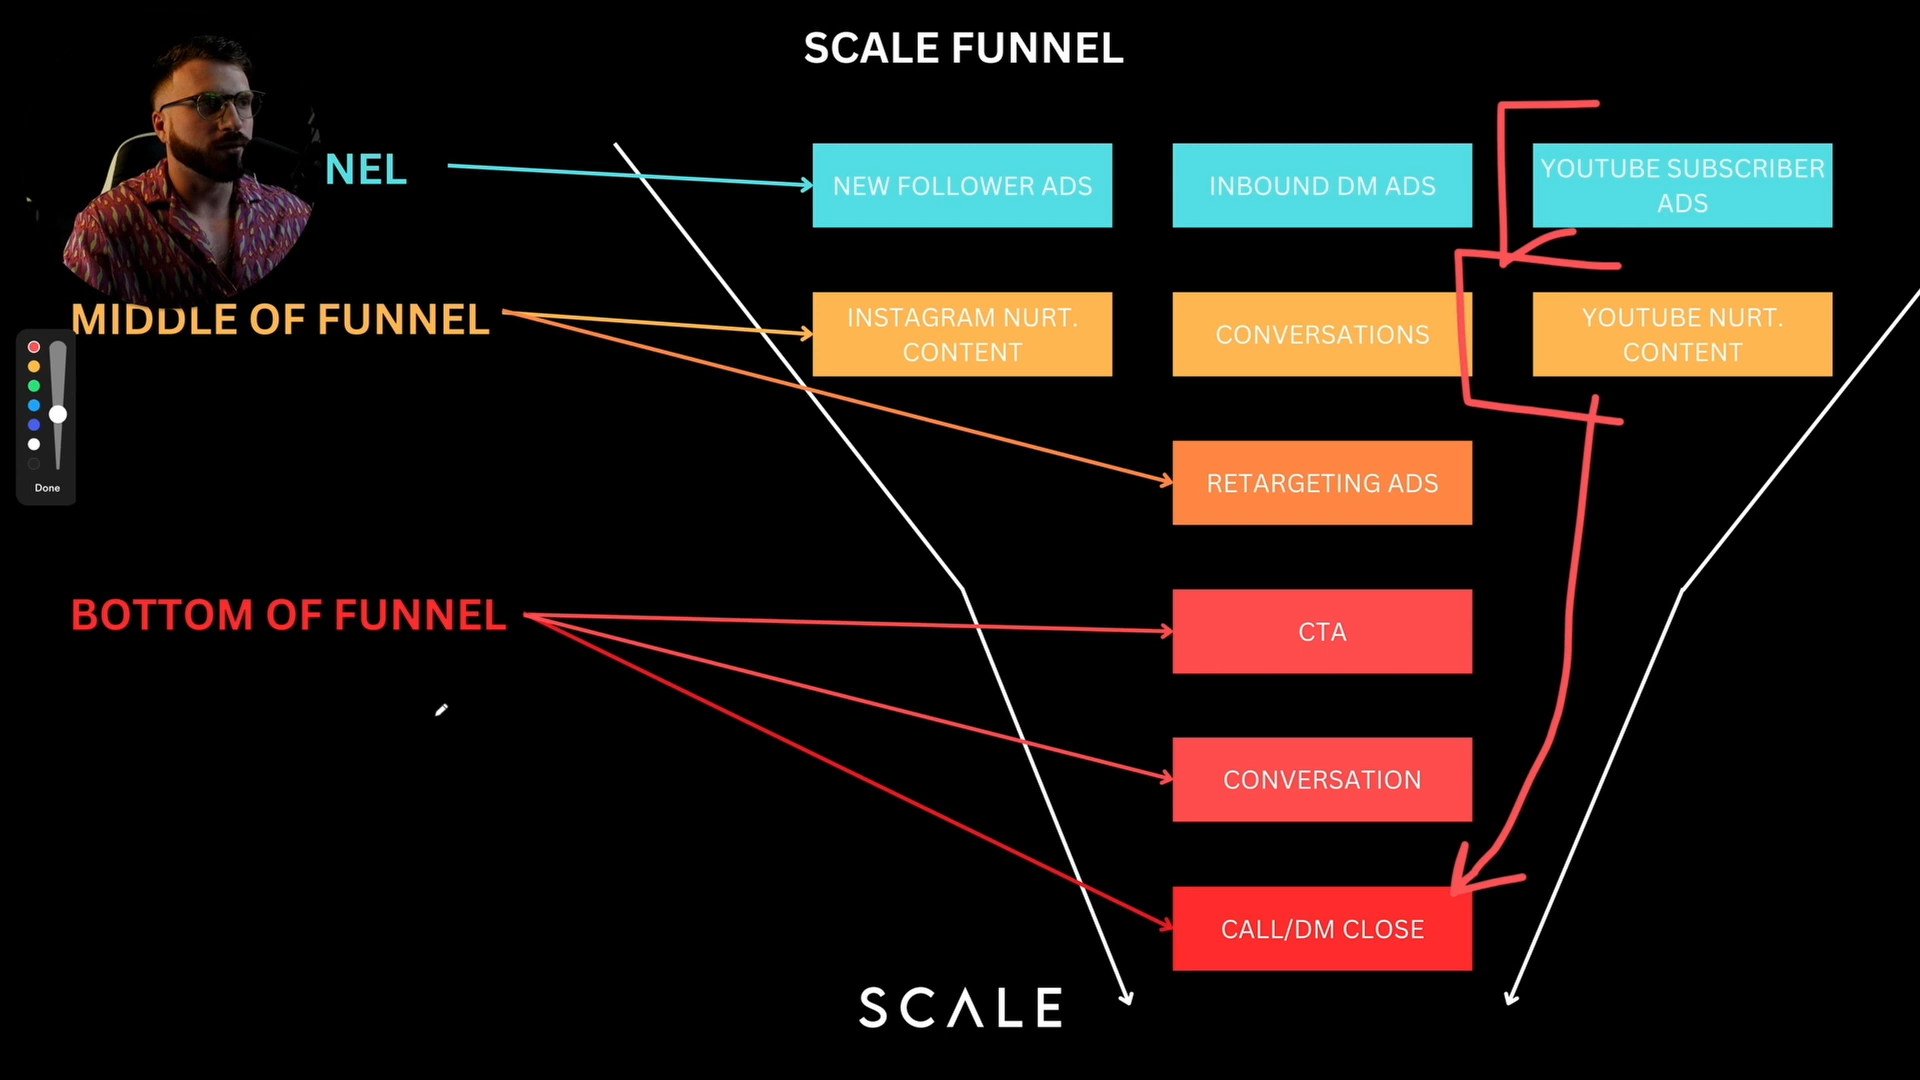 SCALE FUNNEL
NEL
NEW FOLLOWER ADS
INBOUND DM ADS
YOUTUBE SUBSCRIBER
ADS
MIDDLE OF FUNNEL
INSTAGRAM NURT.
CONTENT
CONVERSATIONS
YOUTUBE NURT.
CONTENT
RETARGETING ADS
Done
BOTTOM OF FUNNEL
CTA
CONVERSATION
CALL/DM CLOSE
SCALE